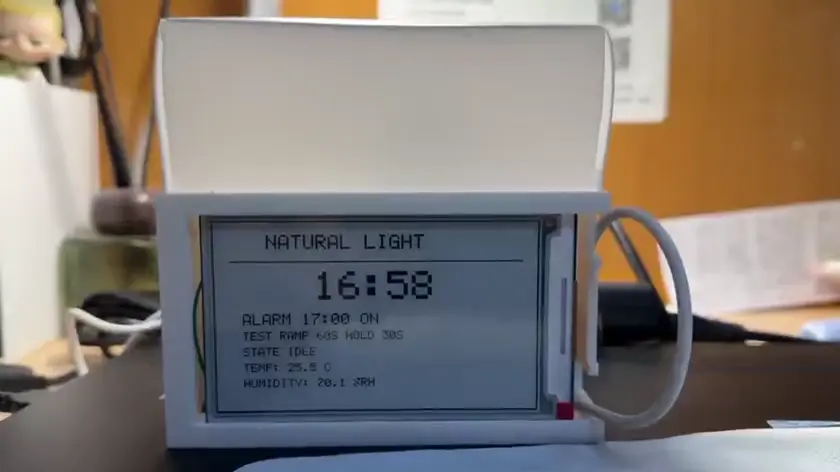 NATURAL LIGHT
16:58
ALARM 17:00 ON
TEST RAMP 60S HOLD 30S
STATE IDLE
TEMP: 25.5 C
HUMIDITY: 70.1 %RH